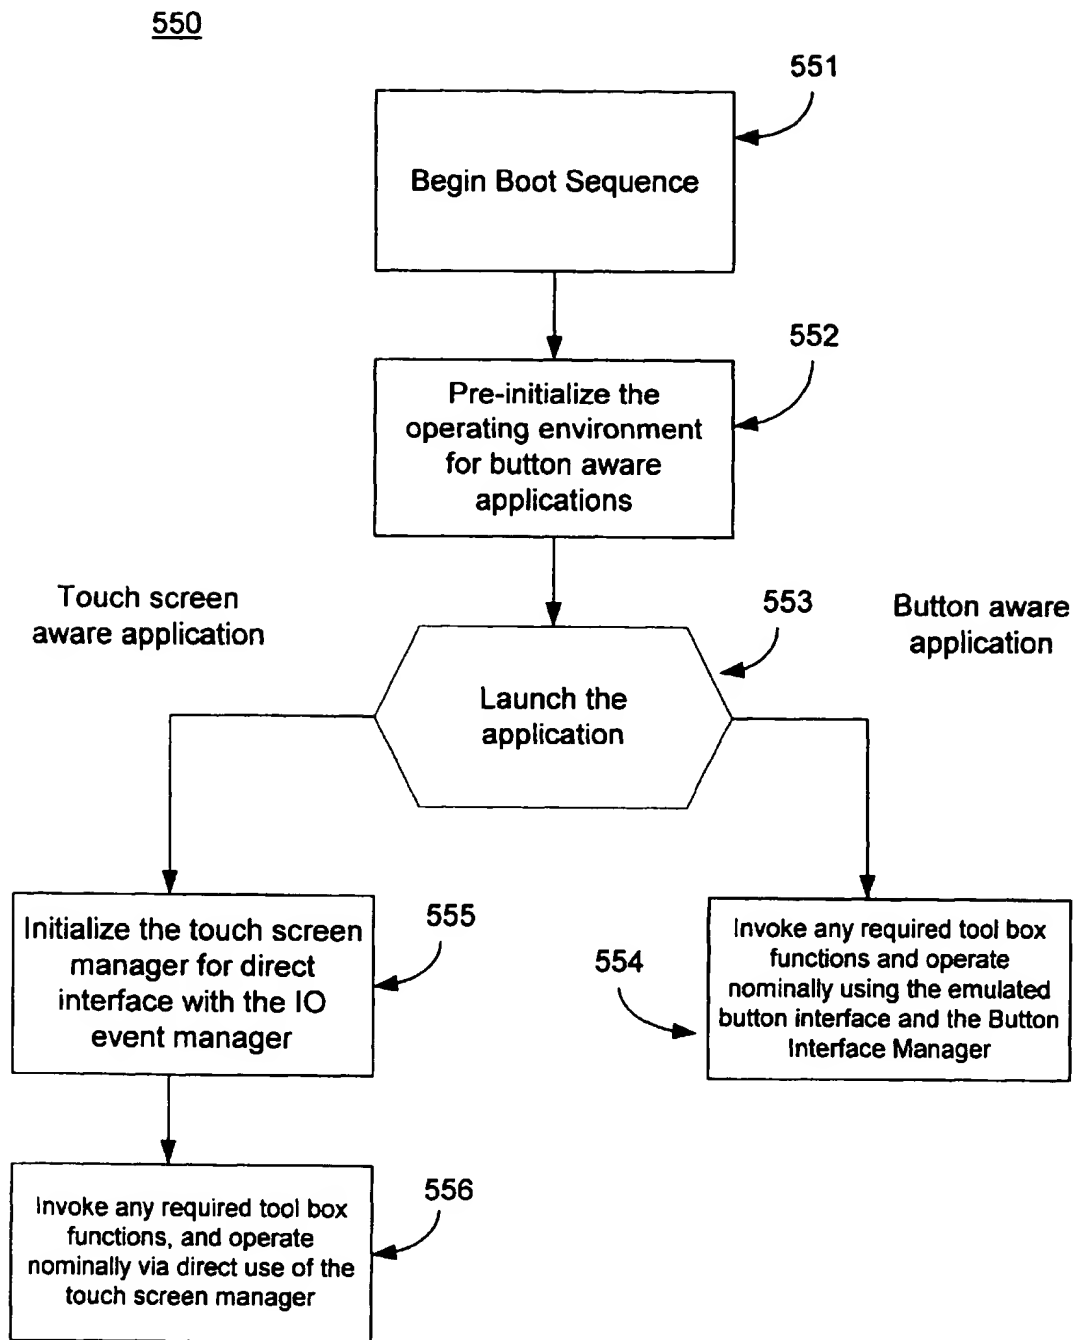 550
551
Begin Boot Sequence
552
Pre-initialize the
operating environment
for button aware
applications
Touch screen
aware application
553
Button aware
application
Launch the
application
Initialize the touch screen
manager for direct
interface with the IO
event manager
555
554
Invoke any required tool box
functions and operate
nominally using the emulated
button interface and the Button
Interface Manager
Invoke any required tool box
functions, and operate
nominally via direct use of the
touch screen manager
556